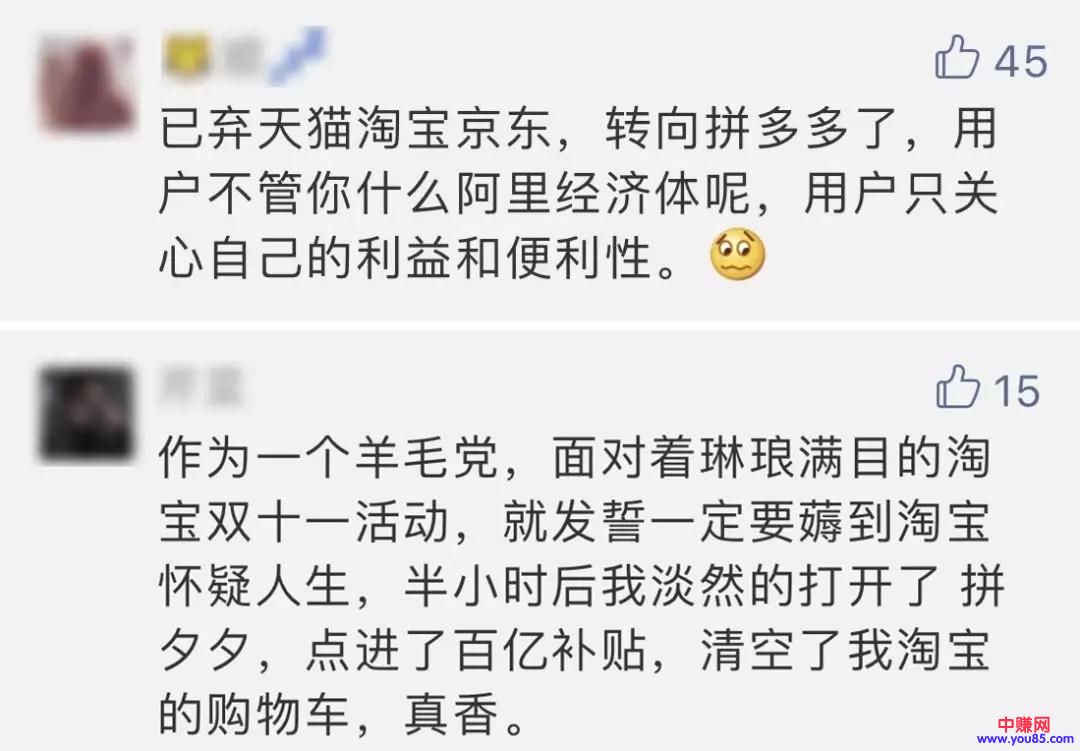 45
已弃天猫淘宝京东，转向拼多多了，用
户不管你什么阿里经济体呢，用户只关
心自己的利益和便利性。
15
作为一个羊毛党，面对着琳琅满目的淘
宝双十一活动，就发誓一定要薅到淘宝
怀疑人生，半小时后我淡然的打开了 拼
夕夕，点进了百亿补贴，清空了我淘宝
的购物车，真香。
中赚网
www.you85.com